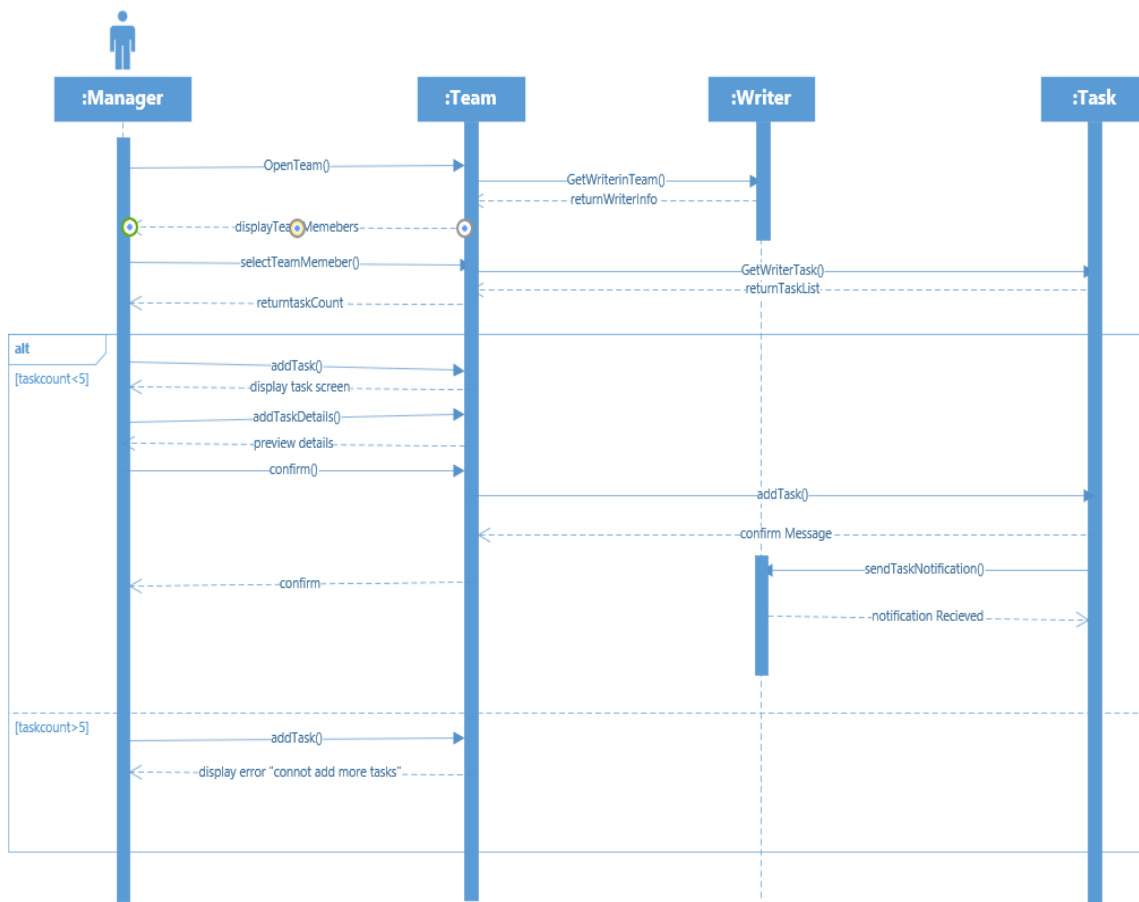 :Manager
:Team
:Writer
:Task
OpenTeam()
GetWriterinTeam()
returnWriterInfo
displayTeamMemebers
selectTeamMemeber()
GetWriterTask()
returnTaskList
returntaskCount
alt
[taskcount<5]
addTask()
display task screen
addTaskDetails()
preview details
confirm()
addTask()
confirm Message
sendTaskNotification()
confirm
notification Recieved
[taskcount>5]
addTask()
display error "connot add more tasks"